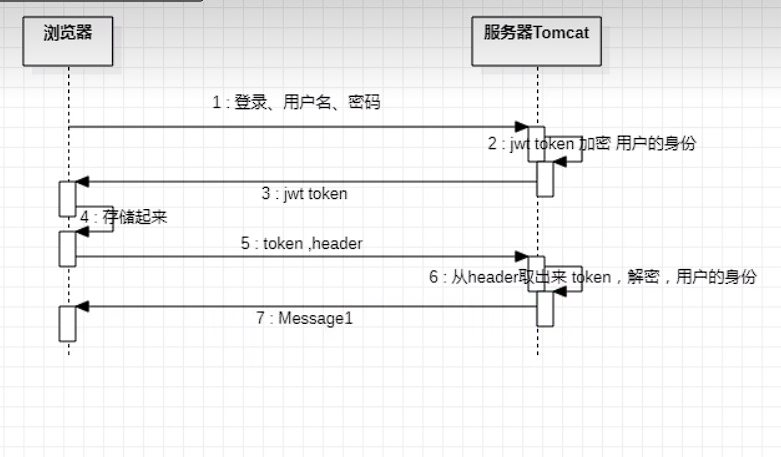 浏览器
服务器Tomcat
1 : 登录、用户名、密码
2 : jwt token 加密 用户的身份
3 : jwt token
4 : 存储起来
5 : token ,header
6 : 从header取出来 token，解密，用户的身份
7 : Message1